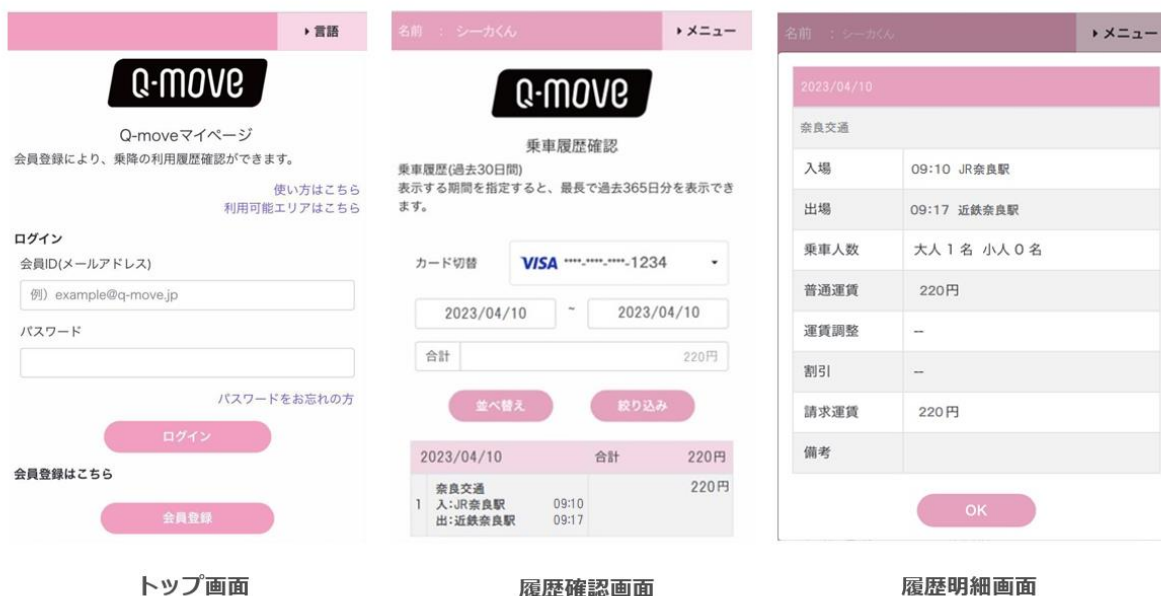 ▶言語
Q-move
Q-moveマイページ
会員登録により、乗降の利用履歴確認ができます。
使い方はこちら
利用可能エリアはこちら
ログイン
会員ID(メールアドレス)
例）example@q-move.jp
パスワード
パスワードをお忘れの方
ログイン
会員登録はこちら
会員登録
トップ画面
名前 : シーカくん
▶メニュー
Q-move
乗車履歴確認
乗車履歴(過去30日間)
表示する期間を指定すると、最長で過去365日分を表示でき
ます。
カード切替 VISA ****-****-****-1234
2023/04/10 ~ 2023/04/10
合計 220円
並べ替え 絞り込み
2023/04/10 合計 220円
奈良交通 220円
1 入:JR奈良駅 09:10
出:近鉄奈良駅 09:17
履歴確認画面
名前 : シーカくん
▶メニュー
2023/04/10
奈良交通
入場 09:10 JR奈良駅
出場 09:17 近鉄奈良駅
乗車人数 大人 1 名 小人 0 名
普通運賃 220円
運賃調整 --
割引 --
請求運賃 220円
備考
OK
履歴明細画面